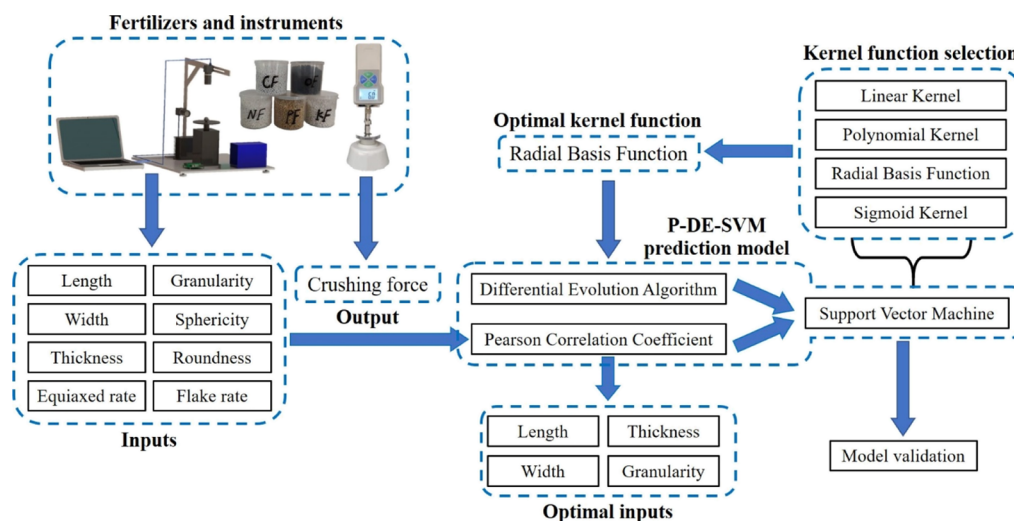 Fertilizers and instruments
CF
OF
NF
PF
KF
Kernel function selection
Linear Kernel
Polynomial Kernel
Radial Basis Function
Sigmoid Kernel
Optimal kernel function
Radial Basis Function
P-DE-SVM
prediction model
Length
Granularity
Width
Sphericity
Thickness
Roundness
Equiaxed rate
Flake rate
Inputs
Crushing force
Output
Differential Evolution Algorithm
Pearson Correlation Coefficient
Support Vector Machine
Length
Thickness
Width
Granularity
Optimal inputs
Model validation